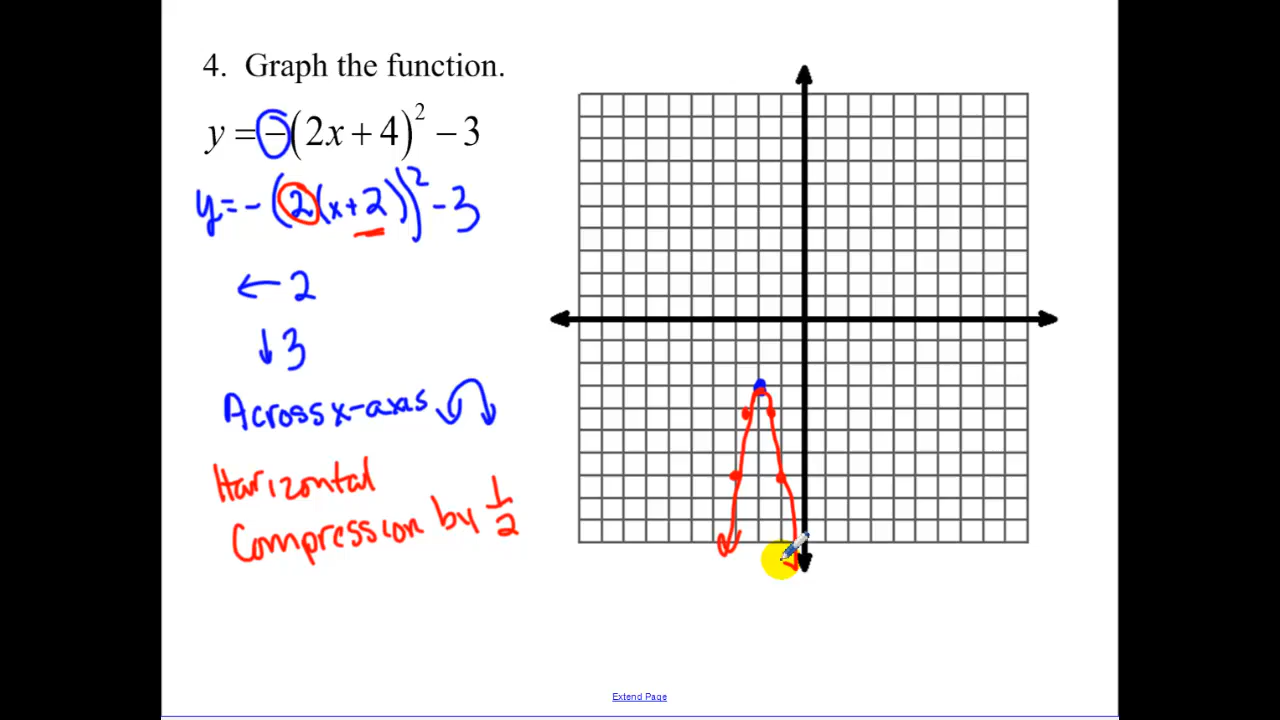 4. Graph the function.
y = −(2x + 4)² − 3
y = -(2(x+2))² - 3
← 2
↓ 3
Across x-axis
Horizontal
Compression by 1/2
Extend Page